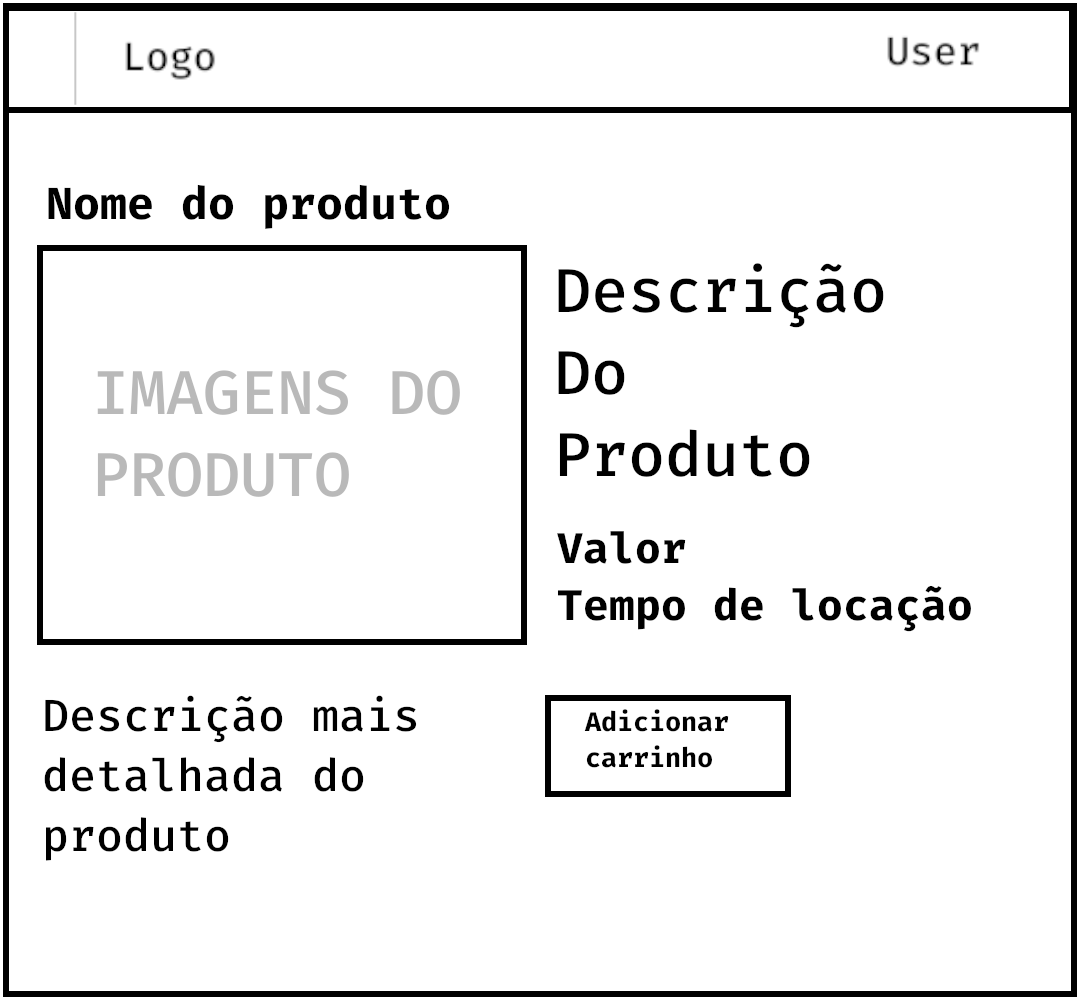 Logo
User
Nome do produto
IMAGENS DO
PRODUTO
Descrição
Do
Produto
Valor
Tempo de locação
Descrição mais
detalhada do
produto
Adicionar
carrinho